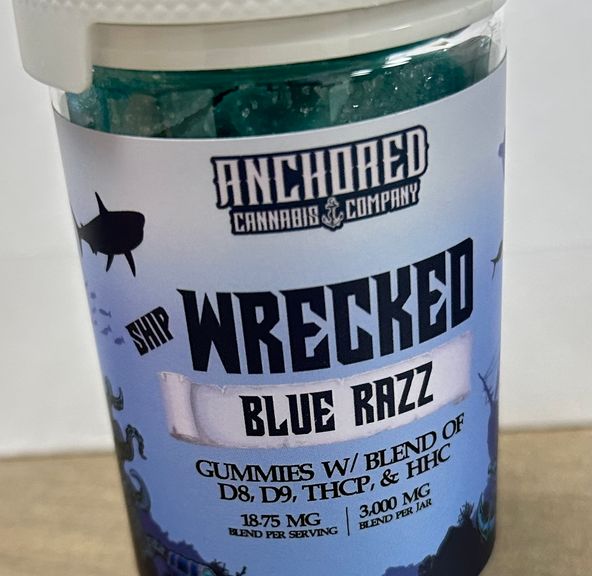 ANCHORED
CANNABIS COMPANY
SHIP WRECKED
BLUE RAZZ
GUMMIES W/ BLEND OF
D8, D9, THCP, & HHC
18.75 MG
BLEND PER SERVING
3,000 MG
BLEND PER JAR